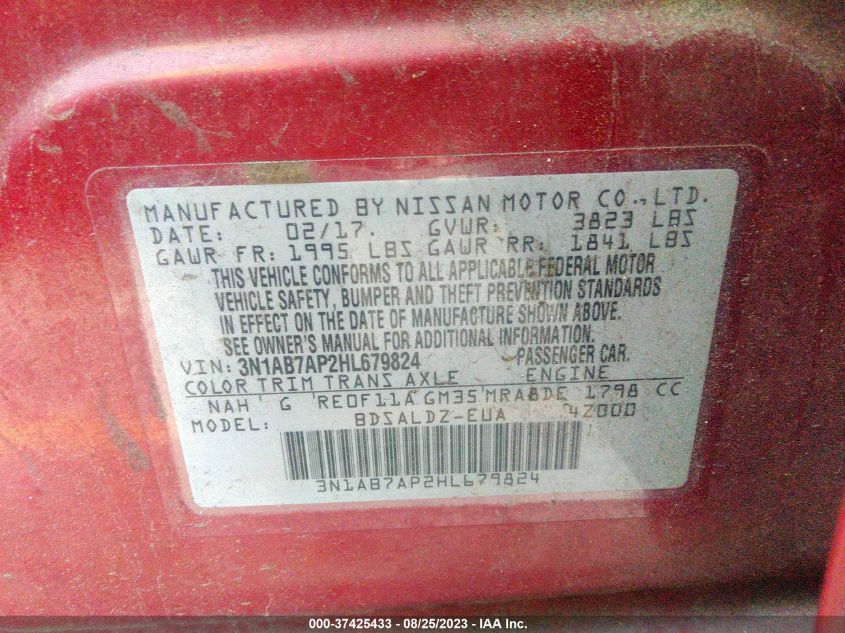 MANUFACTURED BY NISSAN MOTOR CO., LTD.
DATE: 02/17. GVWR: 3823 LBS
GAWR FR: 1995 LBS GAWR RR: 1841 LBS
THIS VEHICLE CONFORMS TO ALL APPLICABLE FEDERAL MOTOR
VEHICLE SAFETY, BUMPER AND THEFT PREVENTION STANDARDS
IN EFFECT ON THE DATE OF MANUFACTURE SHOWN ABOVE.
SEE OWNER'S MANUAL FOR ADDITIONAL INFORMATION.
VIN: 3N1AB7AP2HL679824 PASSENGER CAR.
COLOR TRIM TRANS AXLE ENGINE
NAH G RE0F11A GM35 MRA8DE 1798 CC
MODEL: BDSALDZ-EUA 4Z000
3N1AB7AP2HL679824
000-37425433 - 08/25/2023 - IAA Inc.